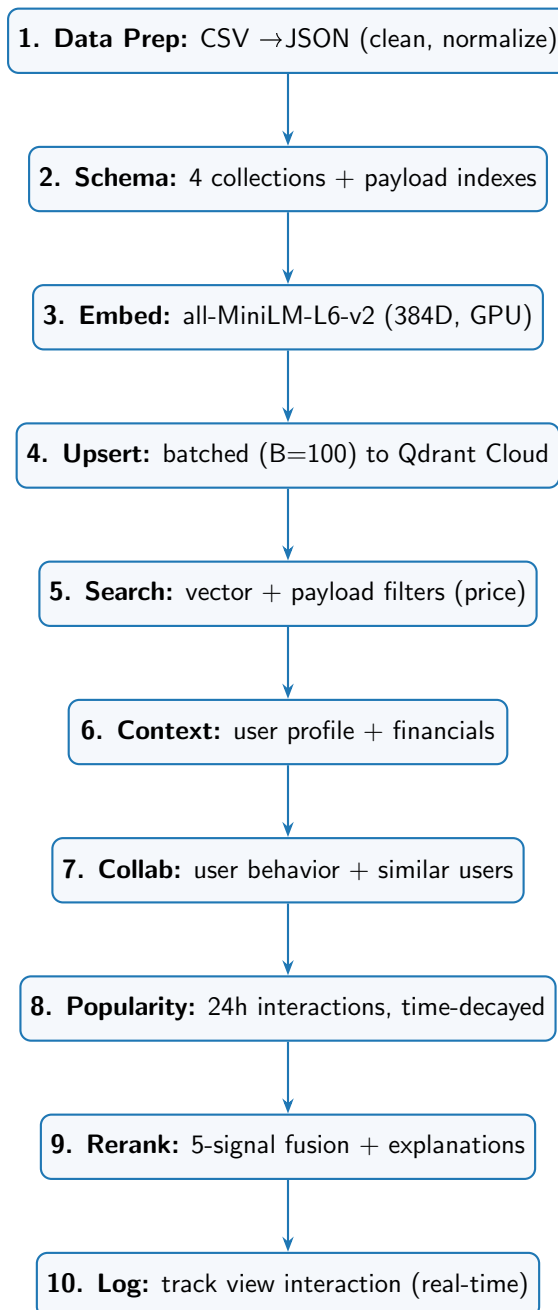 1. Data Prep: CSV →JSON (clean, normalize)
2. Schema: 4 collections + payload indexes
3. Embed: all-MiniLM-L6-v2 (384D, GPU)
4. Upsert: batched (B=100) to Qdrant Cloud
5. Search: vector + payload filters (price)
6. Context: user profile + financials
7. Collab: user behavior + similar users
8. Popularity: 24h interactions, time-decayed
9. Rerank: 5-signal fusion + explanations
10. Log: track view interaction (real-time)